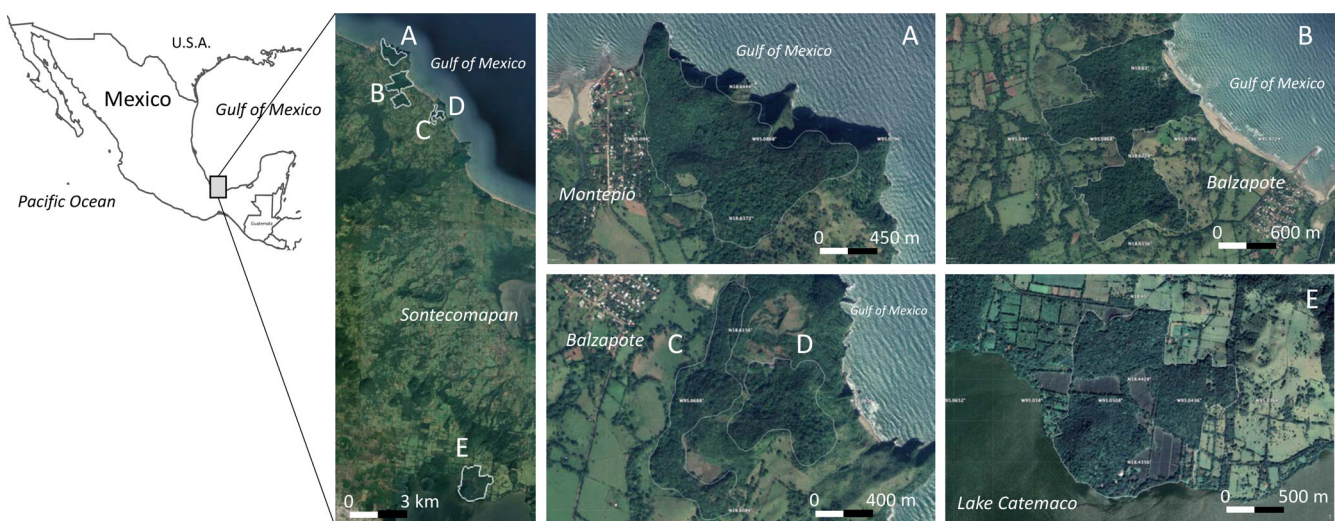 U.S.A.
Mexico
Gulf of Mexico
Pacific Ocean
Guatemala
A
Gulf of Mexico
B
D
C
Sontecomapan
E
0 3 km
A
Gulf of Mexico
Montepío
0 450 m
B
Gulf of Mexico
Balzapote
0 600 m
Balzapote
C
D
Gulf of Mexico
0 400 m
E
Lake Catemaco
0 500 m